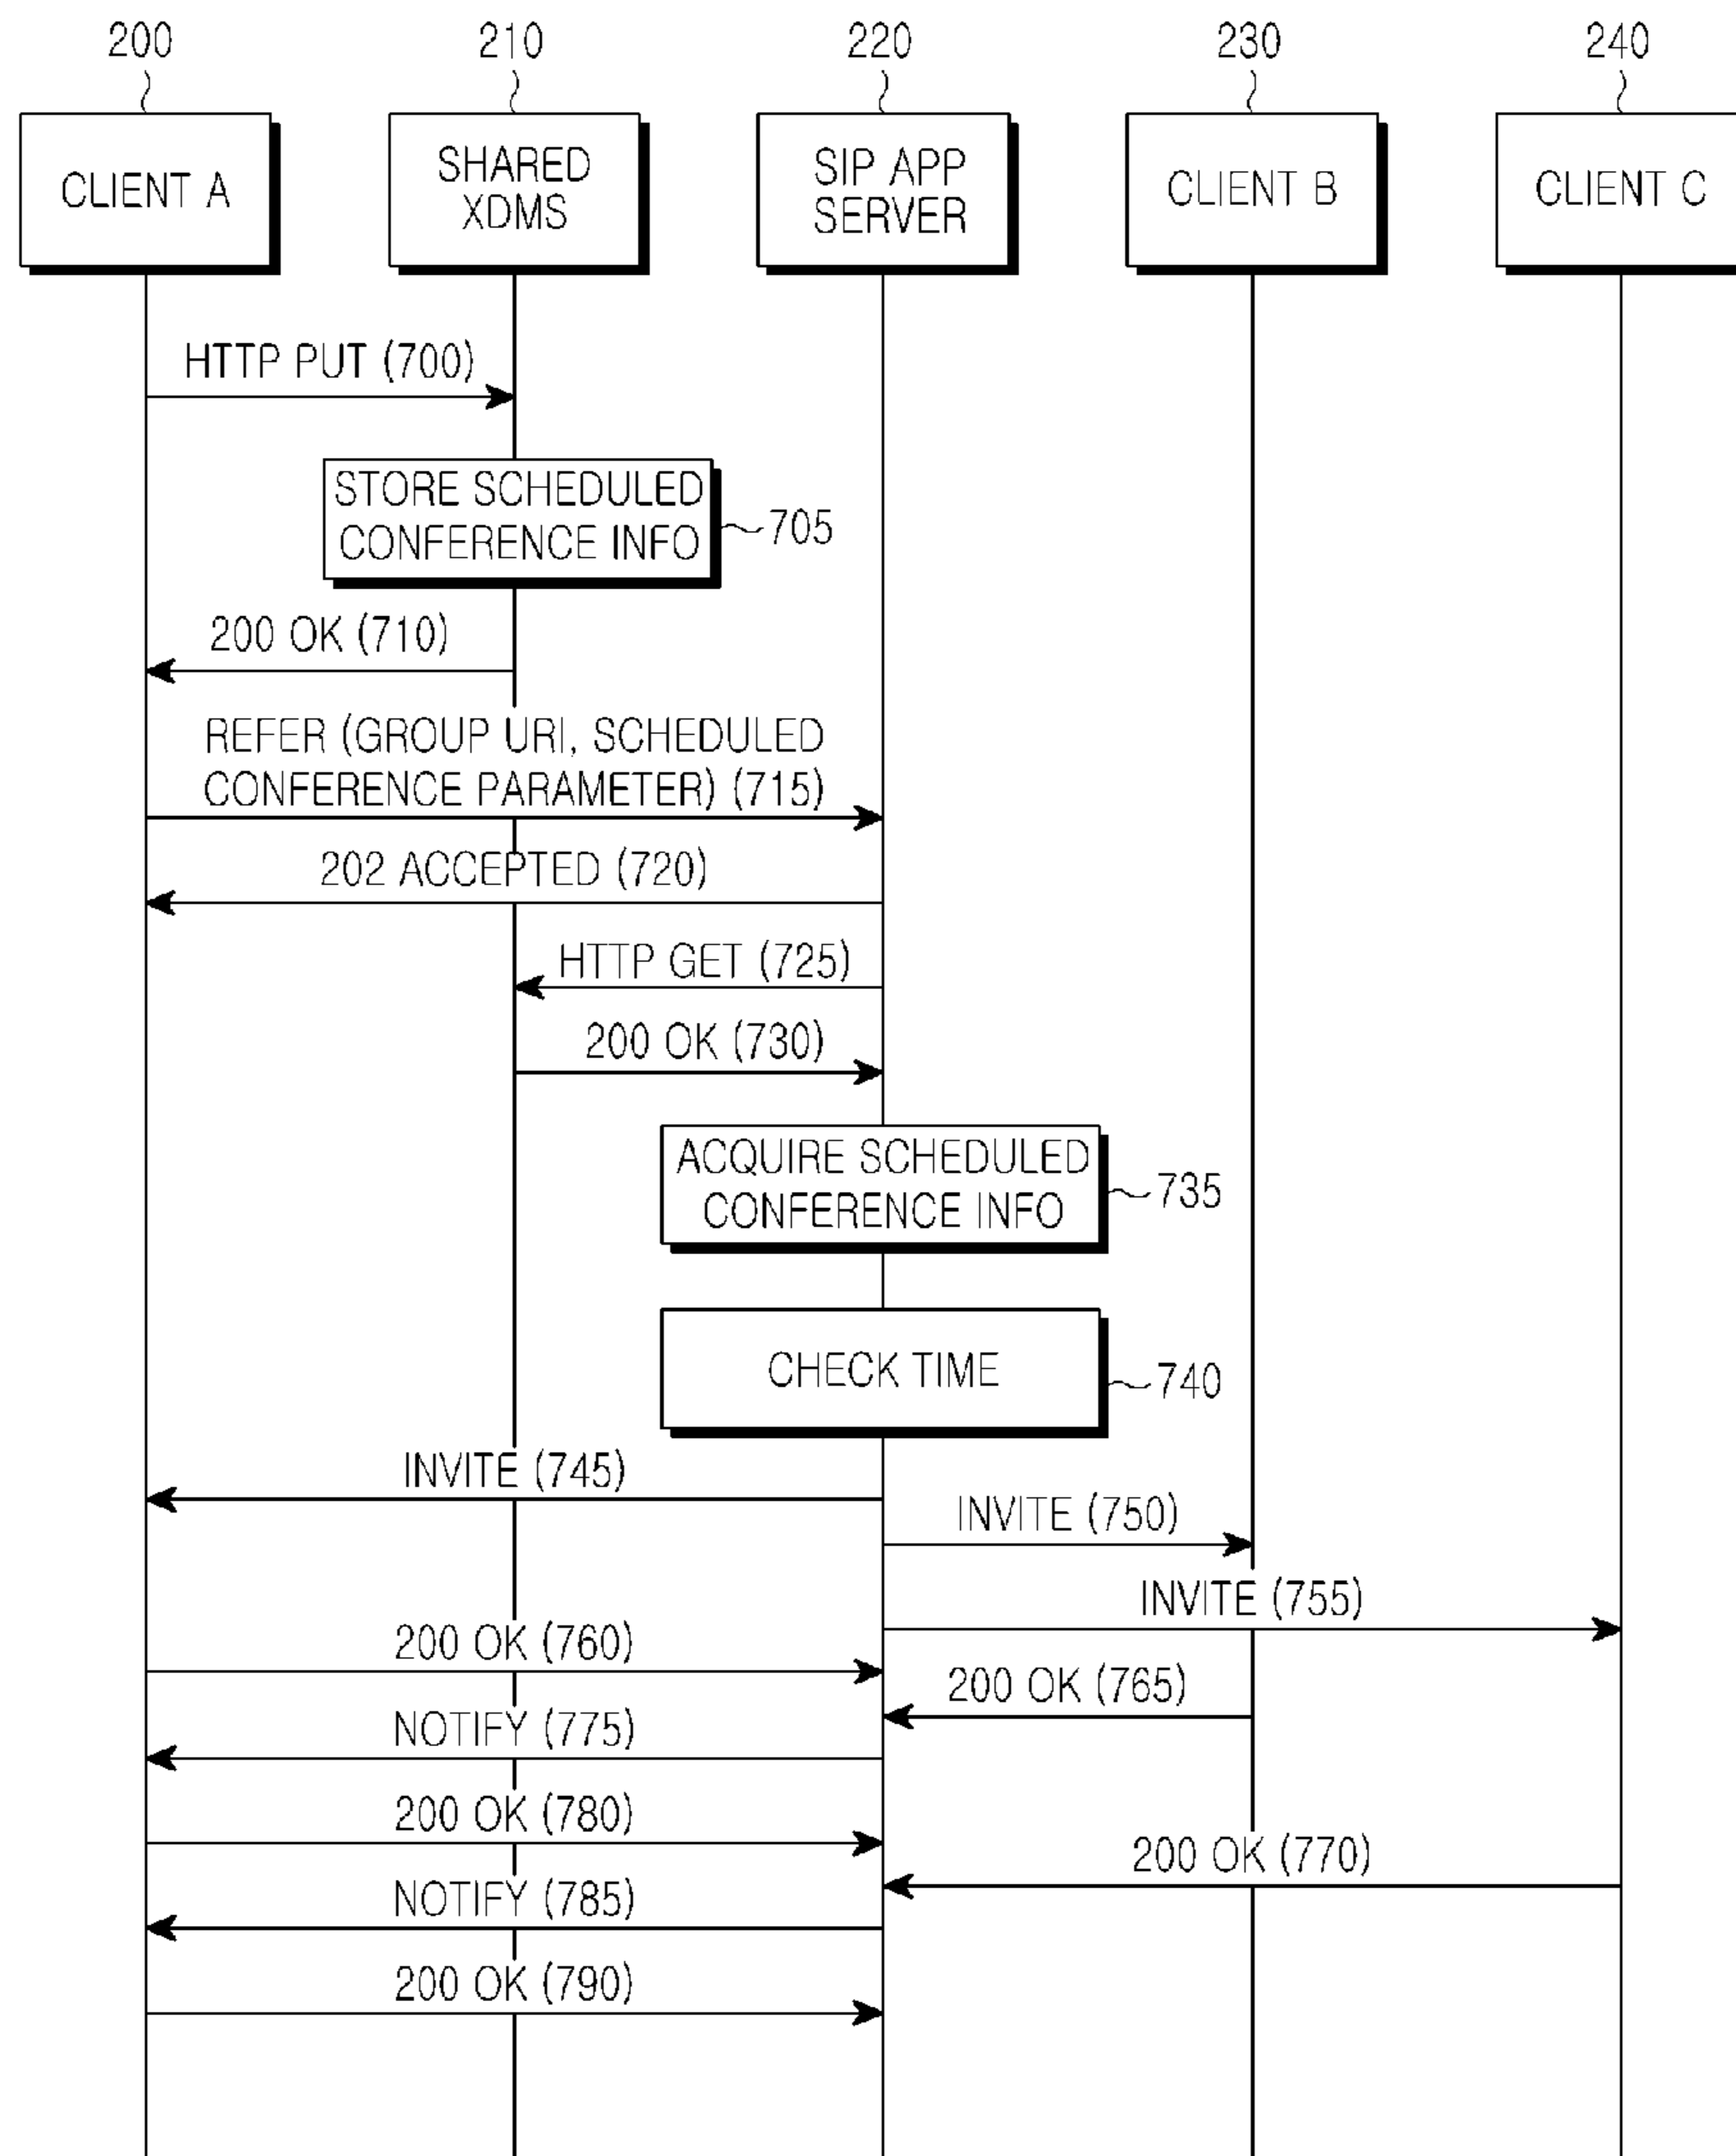 200
210
220
230
240
CLIENT A
SHARED
XDMS
SIP APP
SERVER
CLIENT B
CLIENT C
HTTP PUT (700)
STORE SCHEDULED
CONFERENCE INFO
705
200 OK (710)
REFER (GROUP URI, SCHEDULED
CONFERENCE PARAMETER) (715)
202 ACCEPTED (720)
HTTP GET (725)
200 OK (730)
ACQUIRE SCHEDULED
CONFERENCE INFO
735
CHECK TIME
740
INVITE (745)
INVITE (750)
INVITE (755)
200 OK (760)
200 OK (765)
NOTIFY (775)
200 OK (780)
200 OK (770)
NOTIFY (785)
200 OK (790)